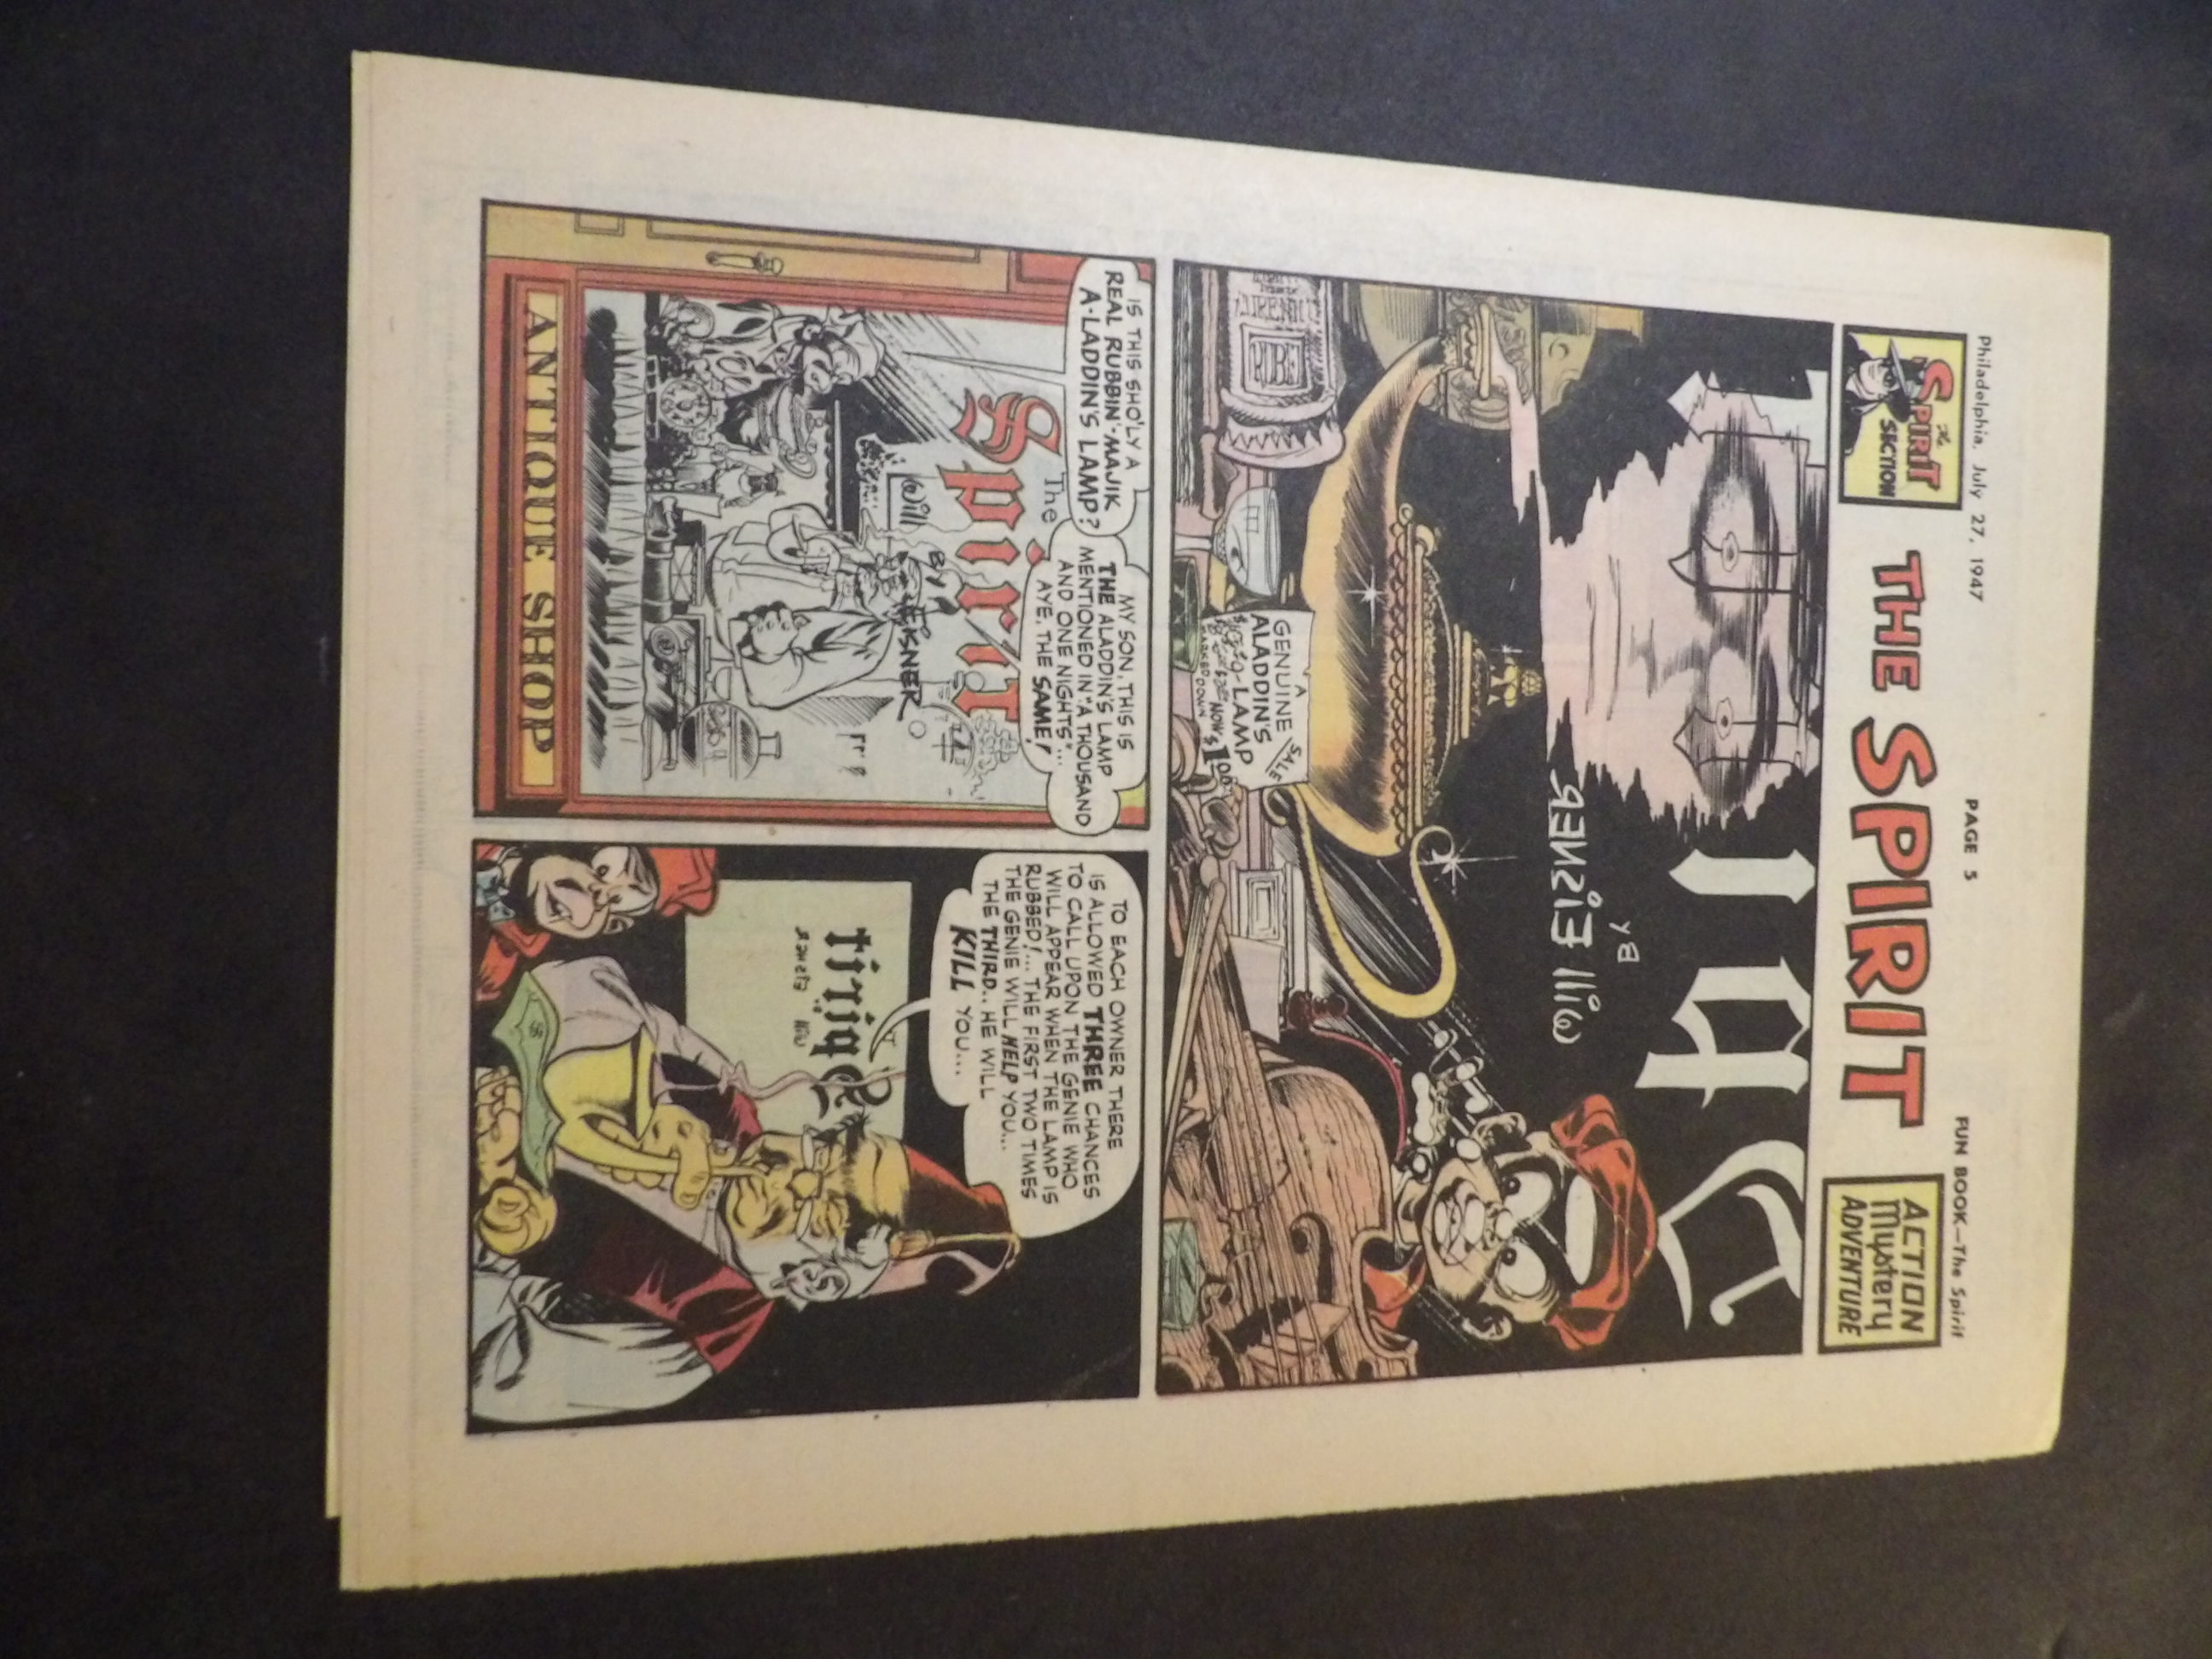 Philadelphia, July 27, 1947
PAGE 5
FUN BOOK—The Spirit
The
SPIRIT
SECTION
THE SPIRIT
ACTION
Mystery
ADVENTURE
BY
Will Eisner
SALE
A
GENUINE
ALADDIN'S
LAMP
NOW $1.00
MARKED DOWN
IS THIS SHO'LY A
REAL RUBBIN'-N-MAJIK
A-LADDIN'S LAMP?
MY SON, THIS IS
THE ALADDIN'S LAMP
MENTIONED IN "A THOUSAND
AND ONE NIGHTS"...
AYE, THE SAME!
The
Spirit
BY
Will
EISNER
ANTIQUE SHOP
TO EACH OWNER THERE
IS ALLOWED THREE CHANCES
TO CALL UPON THE GENIE WHO
WILL APPEAR WHEN THE LAMP IS
RUBBED!... THE FIRST TWO TIMES
THE GENIE WILL HELP YOU...
THE THIRD.. HE WILL
KILL YOU...
Spirit